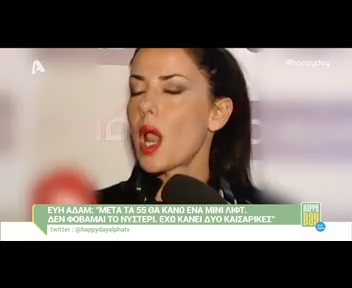 #happyday
ΕΥΗ ΑΔΑΜ: "ΜΕΤΑ ΤΑ 55 ΘΑ ΚΑΝΩ ΕΝΑ ΜΙΝΙ ΛΙΦΤ.
ΔΕΝ ΦΟΒΑΜΑΙ ΤΟ ΝΥΣΤΕΡΙ. ΕΧΩ ΚΑΝΕΙ ΔΥΟ ΚΑΙΣΑΡΙΚΕΣ"
twitter : @happydayalphatv
HAPPY
DAY